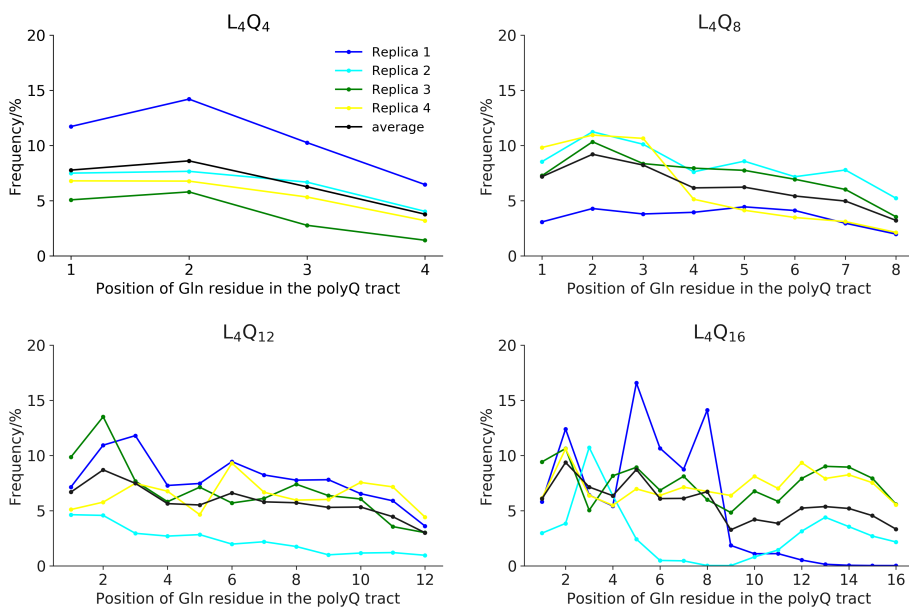 L₄Q₄
20
15
10
5
0
Frequency/%
Replica 1
Replica 2
Replica 3
Replica 4
average
1 2 3 4
Position of Gln residue in the polyQ tract
L₄Q₈
20
15
10
5
0
Frequency/%
1 2 3 4 5 6 7 8
Position of Gln residue in the polyQ tract
L₄Q₁₂
20
15
10
5
0
Frequency/%
2 4 6 8 10 12
Position of Gln residue in the polyQ tract
L₄Q₁₆
20
15
10
5
0
Frequency/%
2 4 6 8 10 12 14 16
Position of Gln residue in the polyQ tract